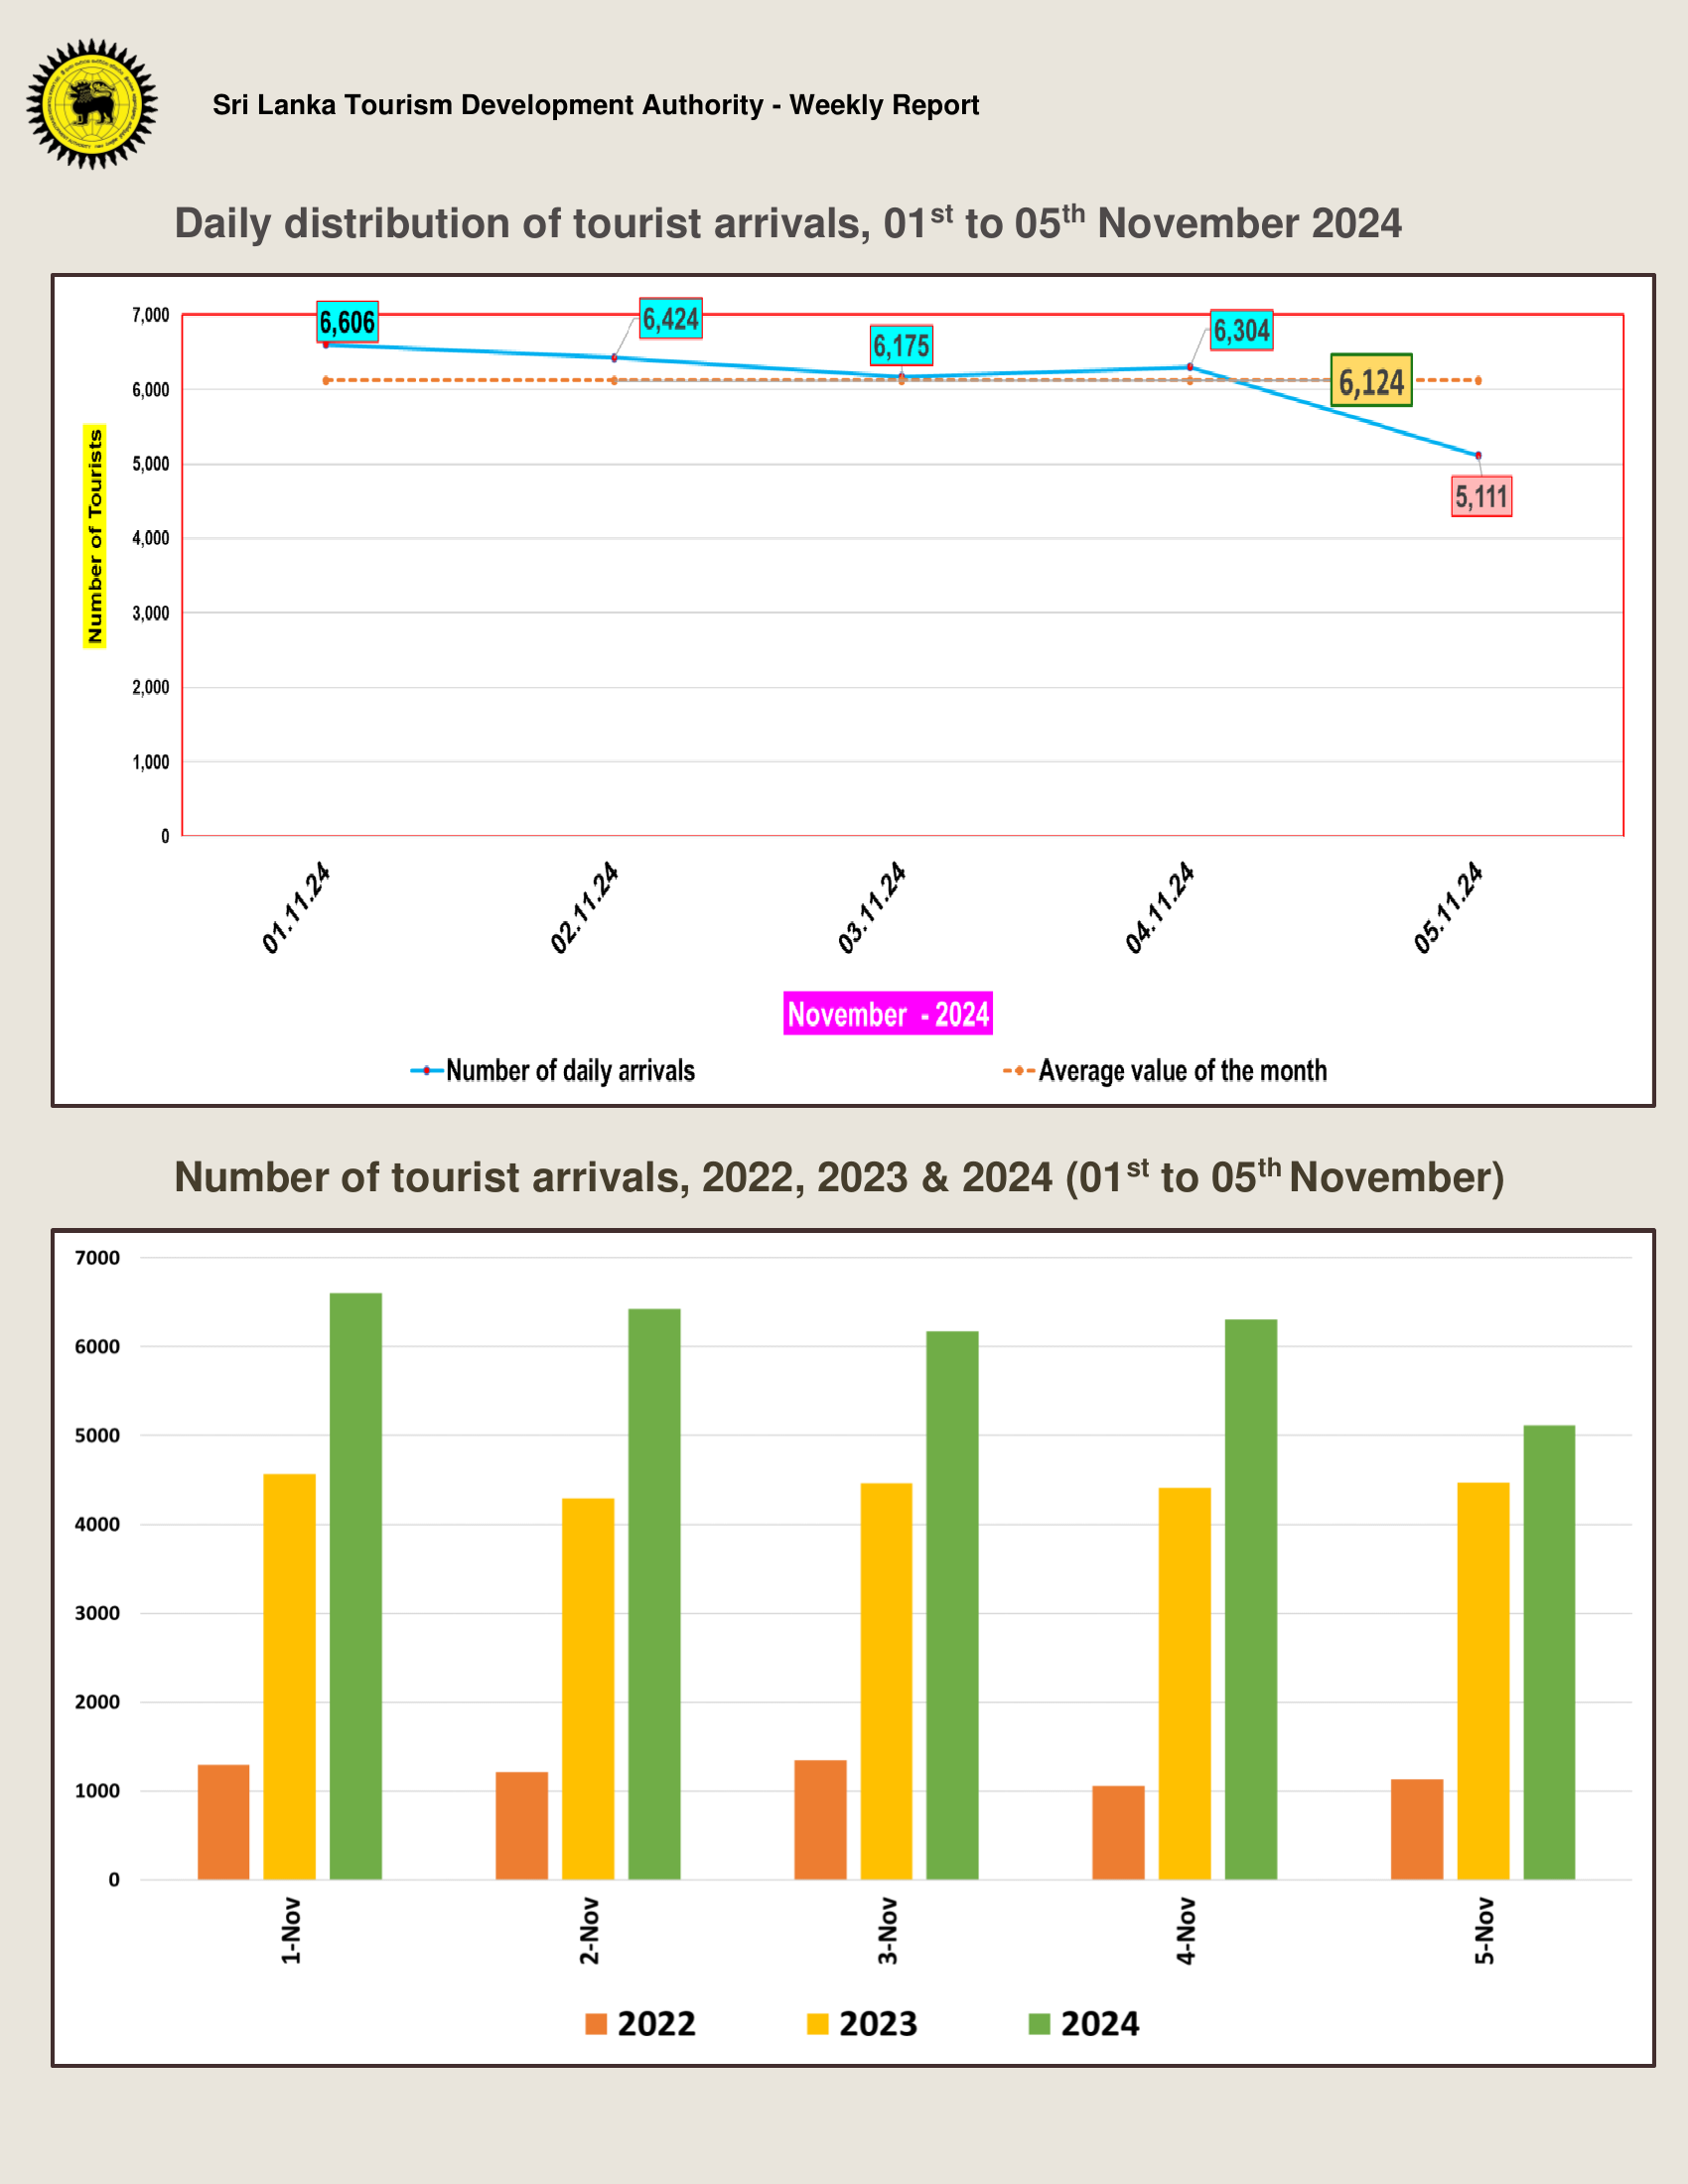 Sri Lanka Tourism Development Authority - Weekly Report
Daily distribution of tourist arrivals, 01st to 05th November 2024
7,000
6,000
5,000
4,000
3,000
2,000
1,000
0
Number of Tourists
6,606
6,424
6,175
6,304
6,124
5,111
01.11.24
02.11.24
03.11.24
04.11.24
05.11.24
November - 2024
Number of daily arrivals
Average value of the month
Number of tourist arrivals, 2022, 2023 & 2024 (01st to 05th November)
7000
6000
5000
4000
3000
2000
1000
0
1-Nov
2-Nov
3-Nov
4-Nov
5-Nov
2022
2023
2024